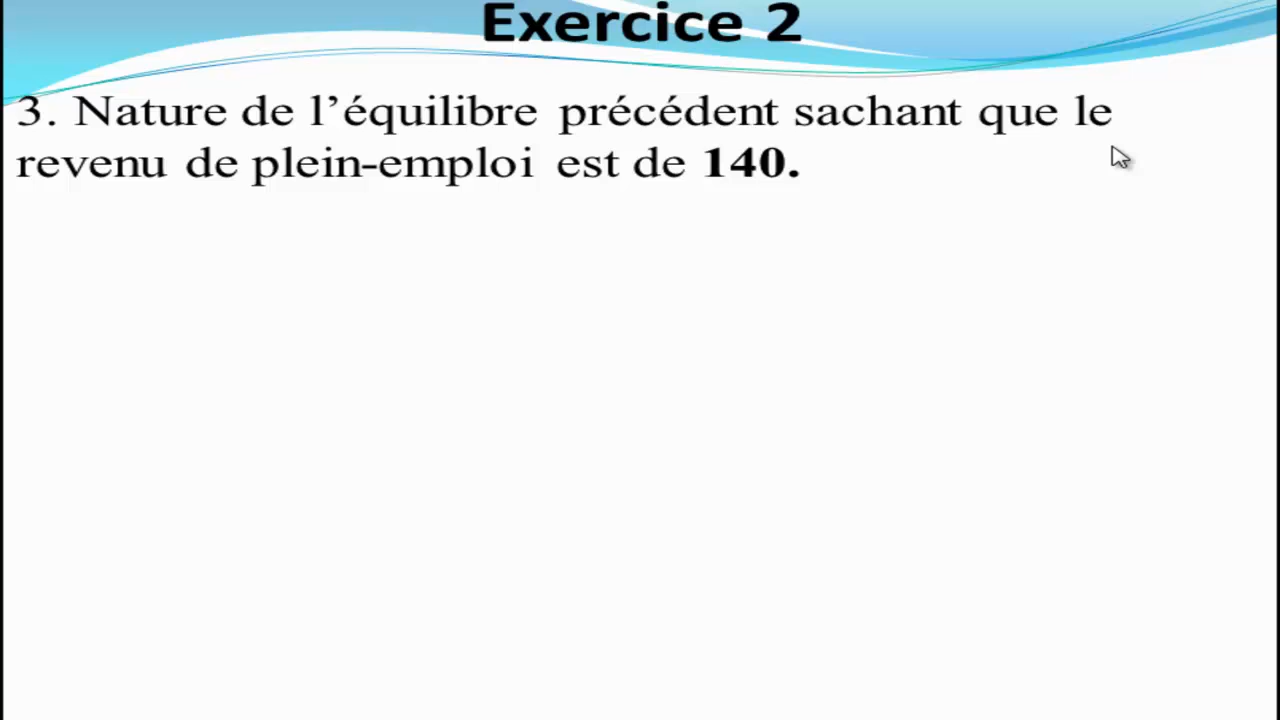 Exercice 2
3. Nature de l’équilibre précédent sachant que le
revenu de plein-emploi est de 140.